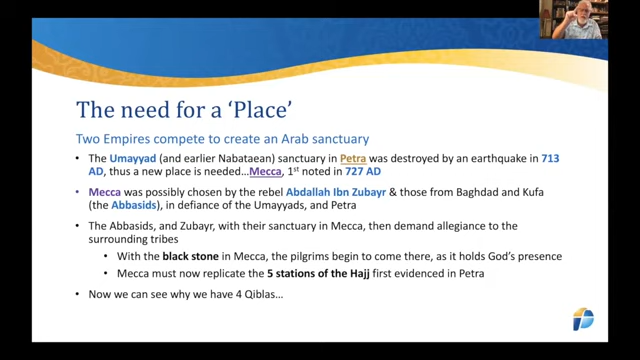 The need for a ‘Place’
Two Empires compete to create an Arab sanctuary
• The Umayyad (and earlier Nabataean) sanctuary in Petra was destroyed by an earthquake in 713
AD, thus a new place is needed…Mecca, 1st noted in 727 AD
• Mecca was possibly chosen by the rebel Abdallah Ibn Zubayr & those from Baghdad and Kufa
(the Abbasids), in defiance of the Umayyads, and Petra
• The Abbasids, and Zubayr, with their sanctuary in Mecca, then demand allegiance to the
surrounding tribes
• With the black stone in Mecca, the pilgrims begin to come there, as it holds God’s presence
• Mecca must now replicate the 5 stations of the Hajj first evidenced in Petra
• Now we can see why we have 4 Qiblas…